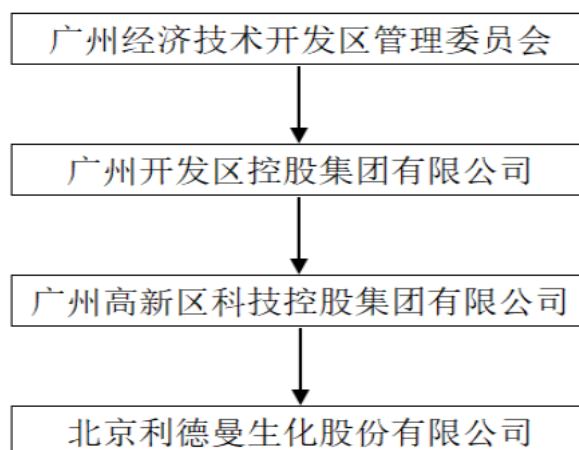 广州经济技术开发区管理委员会
广州开发区控股集团有限公司
广州高新区科技控股集团有限公司
北京利德曼生化股份有限公司